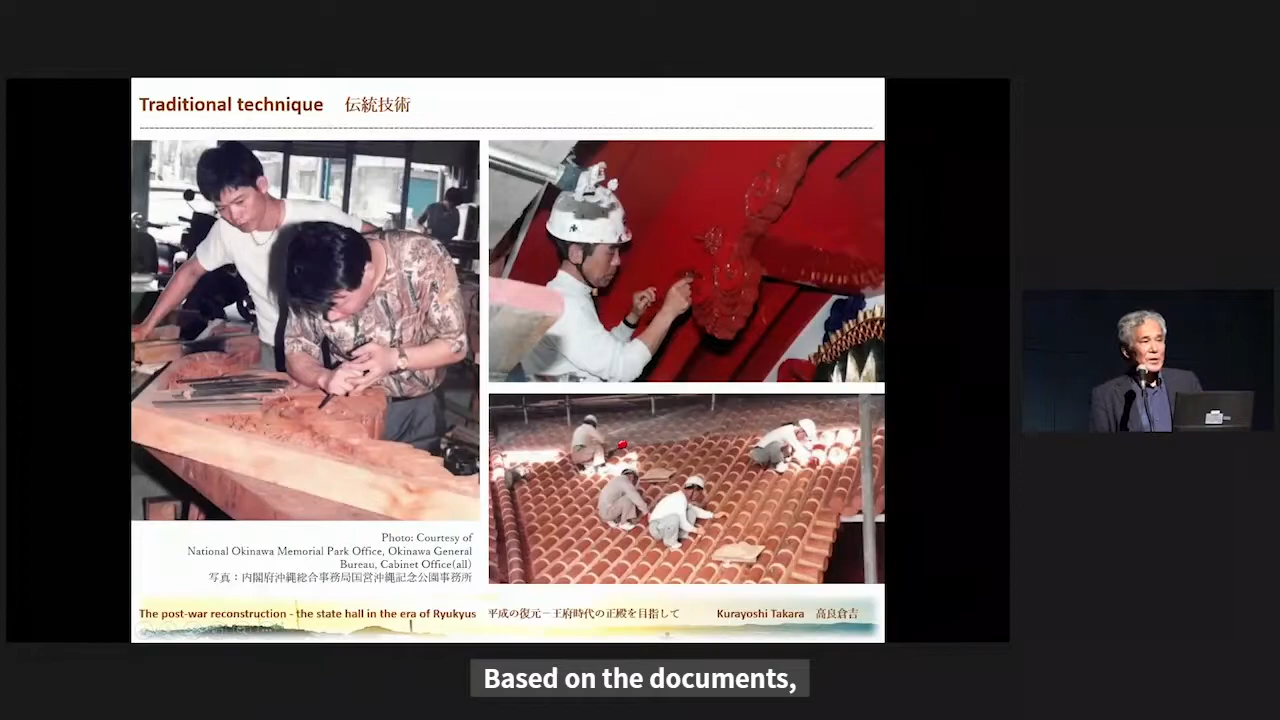 Traditional technique 伝統技術
Photo: Courtesy of
National Okinawa Memorial Park Office, Okinawa General
Bureau, Cabinet Office(all)
写真：内閣府沖縄総合事務局国営沖縄記念公園事務所
The post-war reconstruction - the state hall in the era of Ryukyus 平成の復元－王府時代の正殿を目指して Kurayoshi Takara 高良倉吉
Based on the documents,